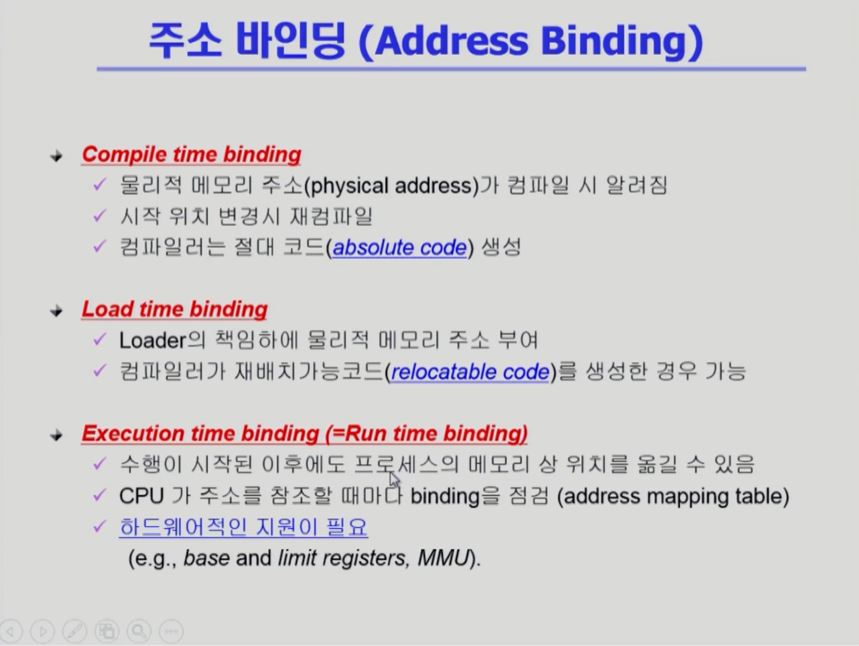 주소 바인딩 (Address Binding)
Compile time binding
물리적 메모리 주소(physical address)가 컴파일 시 알려짐
시작 위치 변경시 재컴파일
컴파일러는 절대 코드(absolute code) 생성
Load time binding
Loader의 책임하에 물리적 메모리 주소 부여
컴파일러가 재배치가능코드(relocatable code)를 생성한 경우 가능
Execution time binding (=Run time binding)
수행이 시작된 이후에도 프로세스의 메모리 상 위치를 옮길 수 있음
CPU 가 주소를 참조할 때마다 binding을 점검 (address mapping table)
하드웨어적인 지원이 필요
(e.g., base and limit registers, MMU).